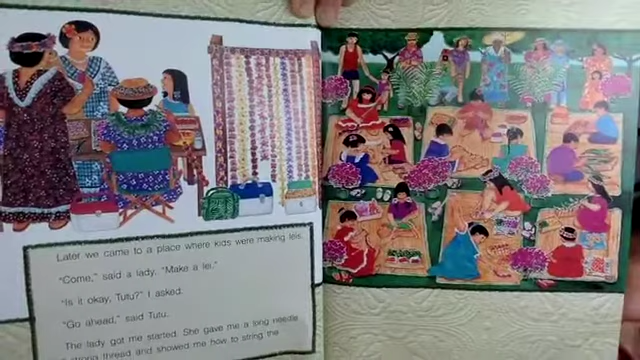 Later we came to a place where kids were making leis.
"Come," said a lady. "Make a lei."
"Is it okay, Tutu?" I asked.
"Go ahead," said Tutu.
The lady got me started. She gave me a long needle
strong thread and showed me how to string the